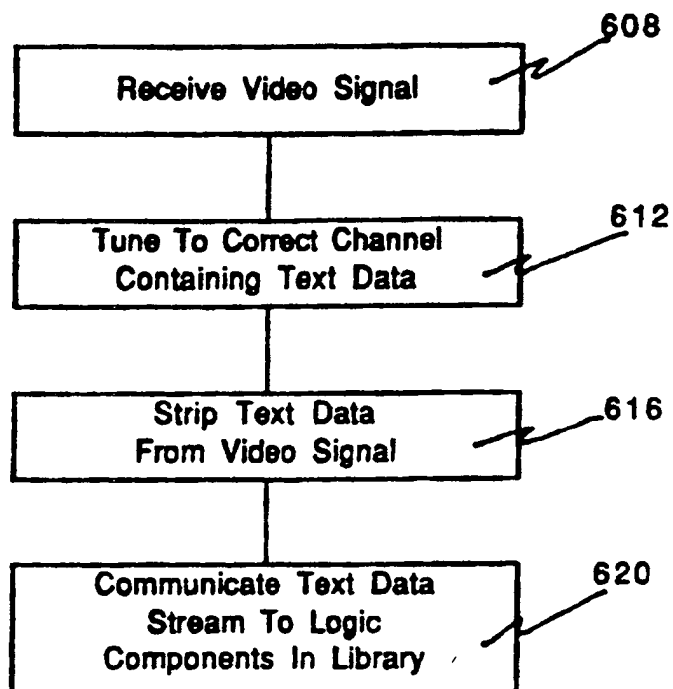 608
Receive Video Signal
612
Tune To Correct Channel
Containing Text Data
616
Strip Text Data
From Video Signal
620
Communicate Text Data
Stream To Logic
Components In Library